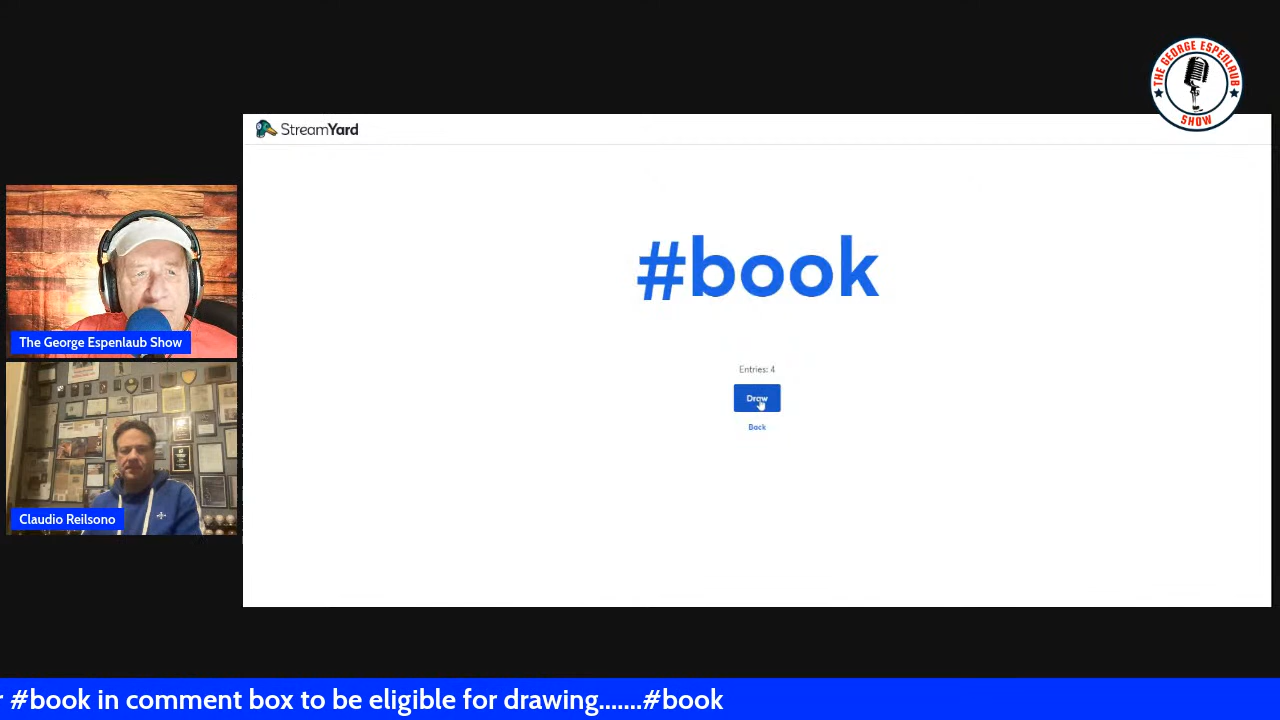 THE GEORGE ESPENLAUB
SHOW
StreamYard
#book
Entries: 4
Draw
Back
The George Espenlaub Show
Claudio Reilsono
#book in comment box to be eligible for drawing.......#book